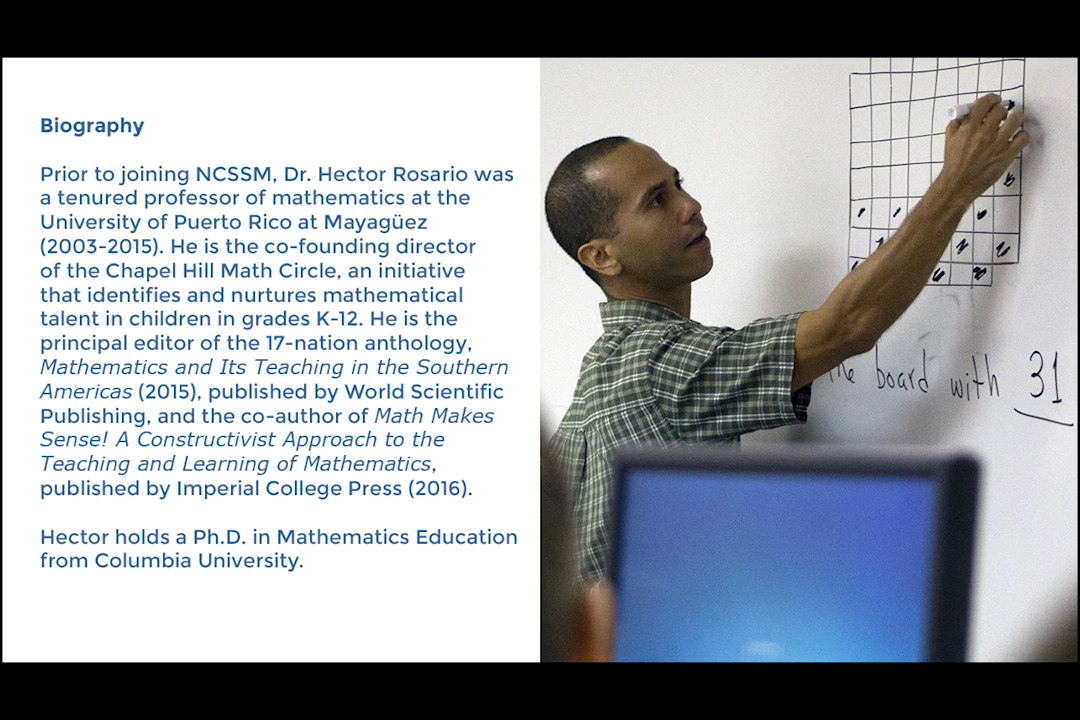 Biography
Prior to joining NCSSM, Dr. Hector Rosario was
a tenured professor of mathematics at the
University of Puerto Rico at Mayagüez
(2003-2015). He is the co-founding director
of the Chapel Hill Math Circle, an initiative
that identifies and nurtures mathematical
talent in children in grades K-12. He is the
principal editor of the 17-nation anthology,
Mathematics and Its Teaching in the Southern
Americas (2015), published by World Scientific
Publishing, and the co-author of Math Makes
Sense! A Constructivist Approach to the
Teaching and Learning of Mathematics,
published by Imperial College Press (2016).
Hector holds a Ph.D. in Mathematics Education
from Columbia University.
the board with 31